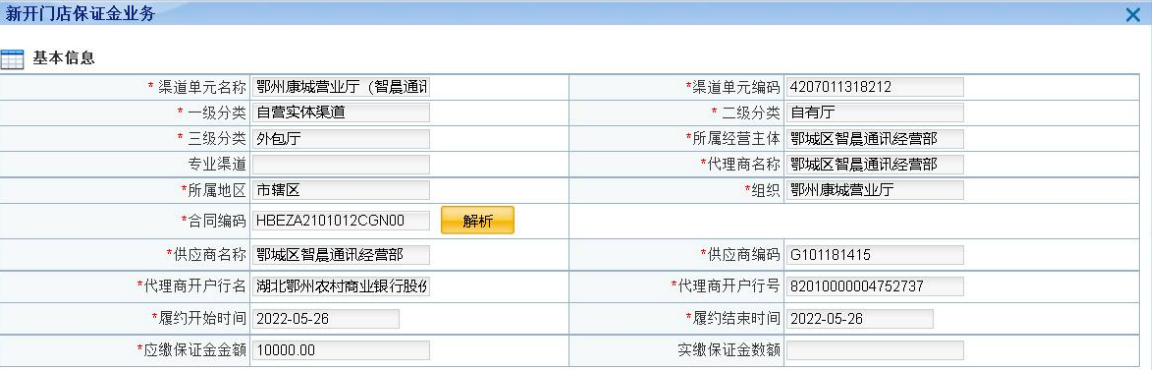 新开门店保证金业务
基本信息
* 渠道单元名称 鄂州康城营业厅（智晨通讯 *渠道单元编码 4207011318212
* 一级分类 自营实体渠道 * 二级分类 自有厅
* 三级分类 外包厅 *所属经营主体 鄂城区智晨通讯经营部
专业渠道 *代理商名称 鄂城区智晨通讯经营部
*所属地区 市辖区 *组织 鄂州康城营业厅
*合同编码 HBEZA2101012CGN00 解析
*供应商名称 鄂城区智晨通讯经营部 *供应商编码 G101181415
*代理商开户行名 湖北鄂州农村商业银行股份 *代理商开户行号 82010000004752737
*履约开始时间 2022-05-26 *履约结束时间 2022-05-26
*应缴保证金金额 10000.00 实缴保证金数额